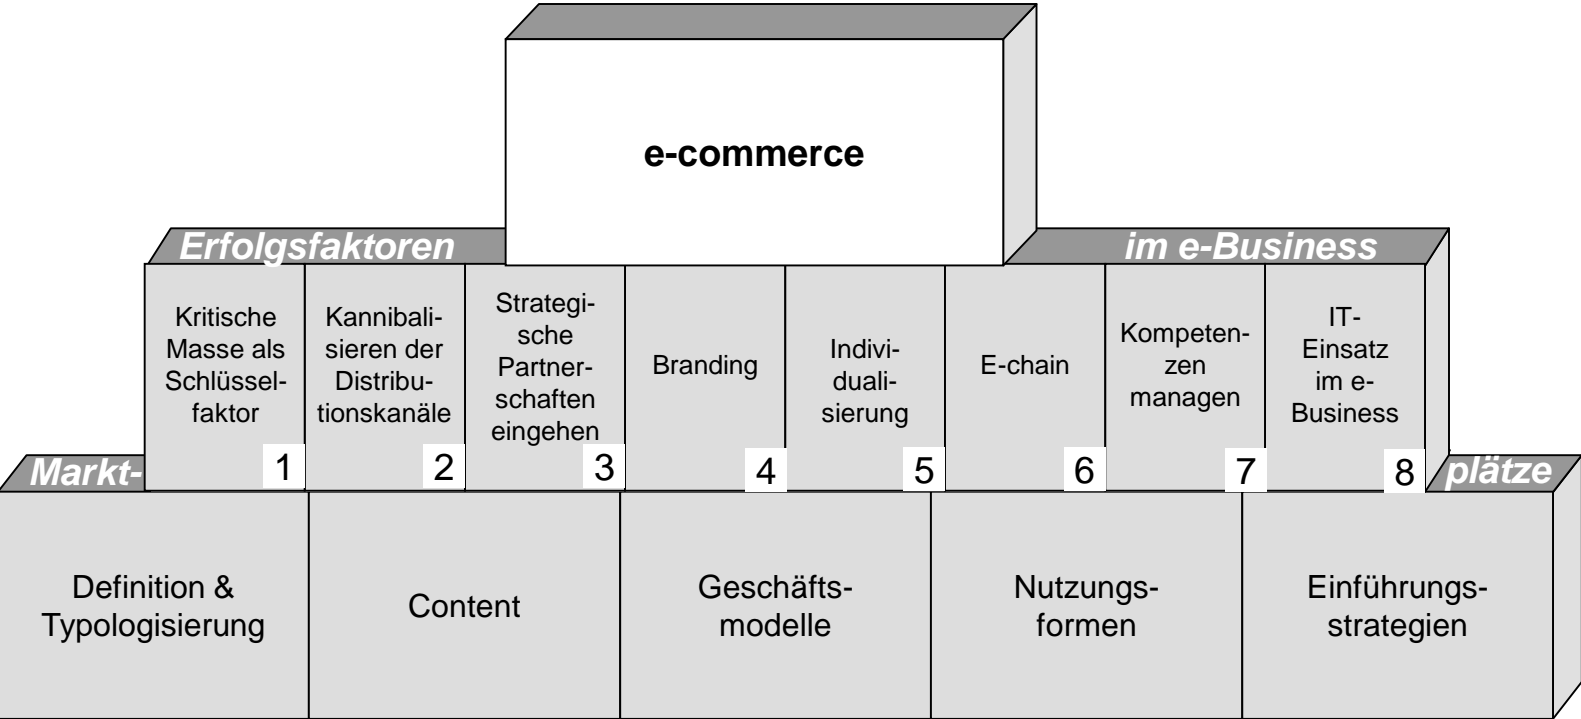 e-commerce
Erfolgsfaktoren
im e-Business
Kritische
Masse als
Schlüssel-
faktor
1
Kannibali-
sieren der
Distribu-
tionskanäle
2
Strategi-
sche
Partner-
schaften
eingehen
3
Branding
4
Indivi-
duali-
sierung
5
E-chain
6
Kompeten-
zen
managen
7
IT-
Einsatz
im e-
Business
8
Markt-
plätze
Definition &
Typologisierung
Content
Geschäfts-
modelle
Nutzungs-
formen
Einführungs-
strategien